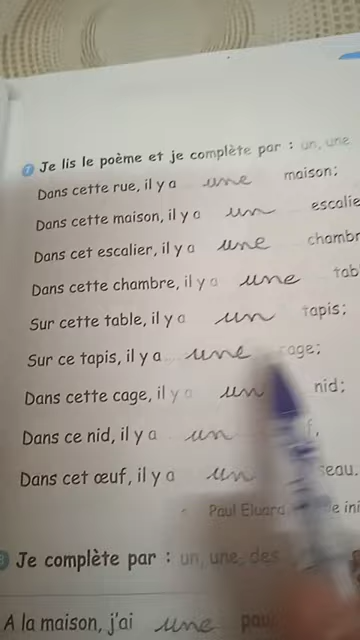 Je lis le poème et je complète par : un, une
Dans cette rue, il y a une maison;
Dans cette maison, il y a un escalie
Dans cet escalier, il y a une chambr
Dans cette chambre, il y a une tab
Sur cette table, il y a un tapis;
Sur ce tapis, il y a une cage;
Dans cette cage, il y a un nid;
Dans ce nid, il y a un f,
Dans cet œuf, il y a un seau.
Paul Eluard
Je complète par : un, une, des
A la maison, j'ai une